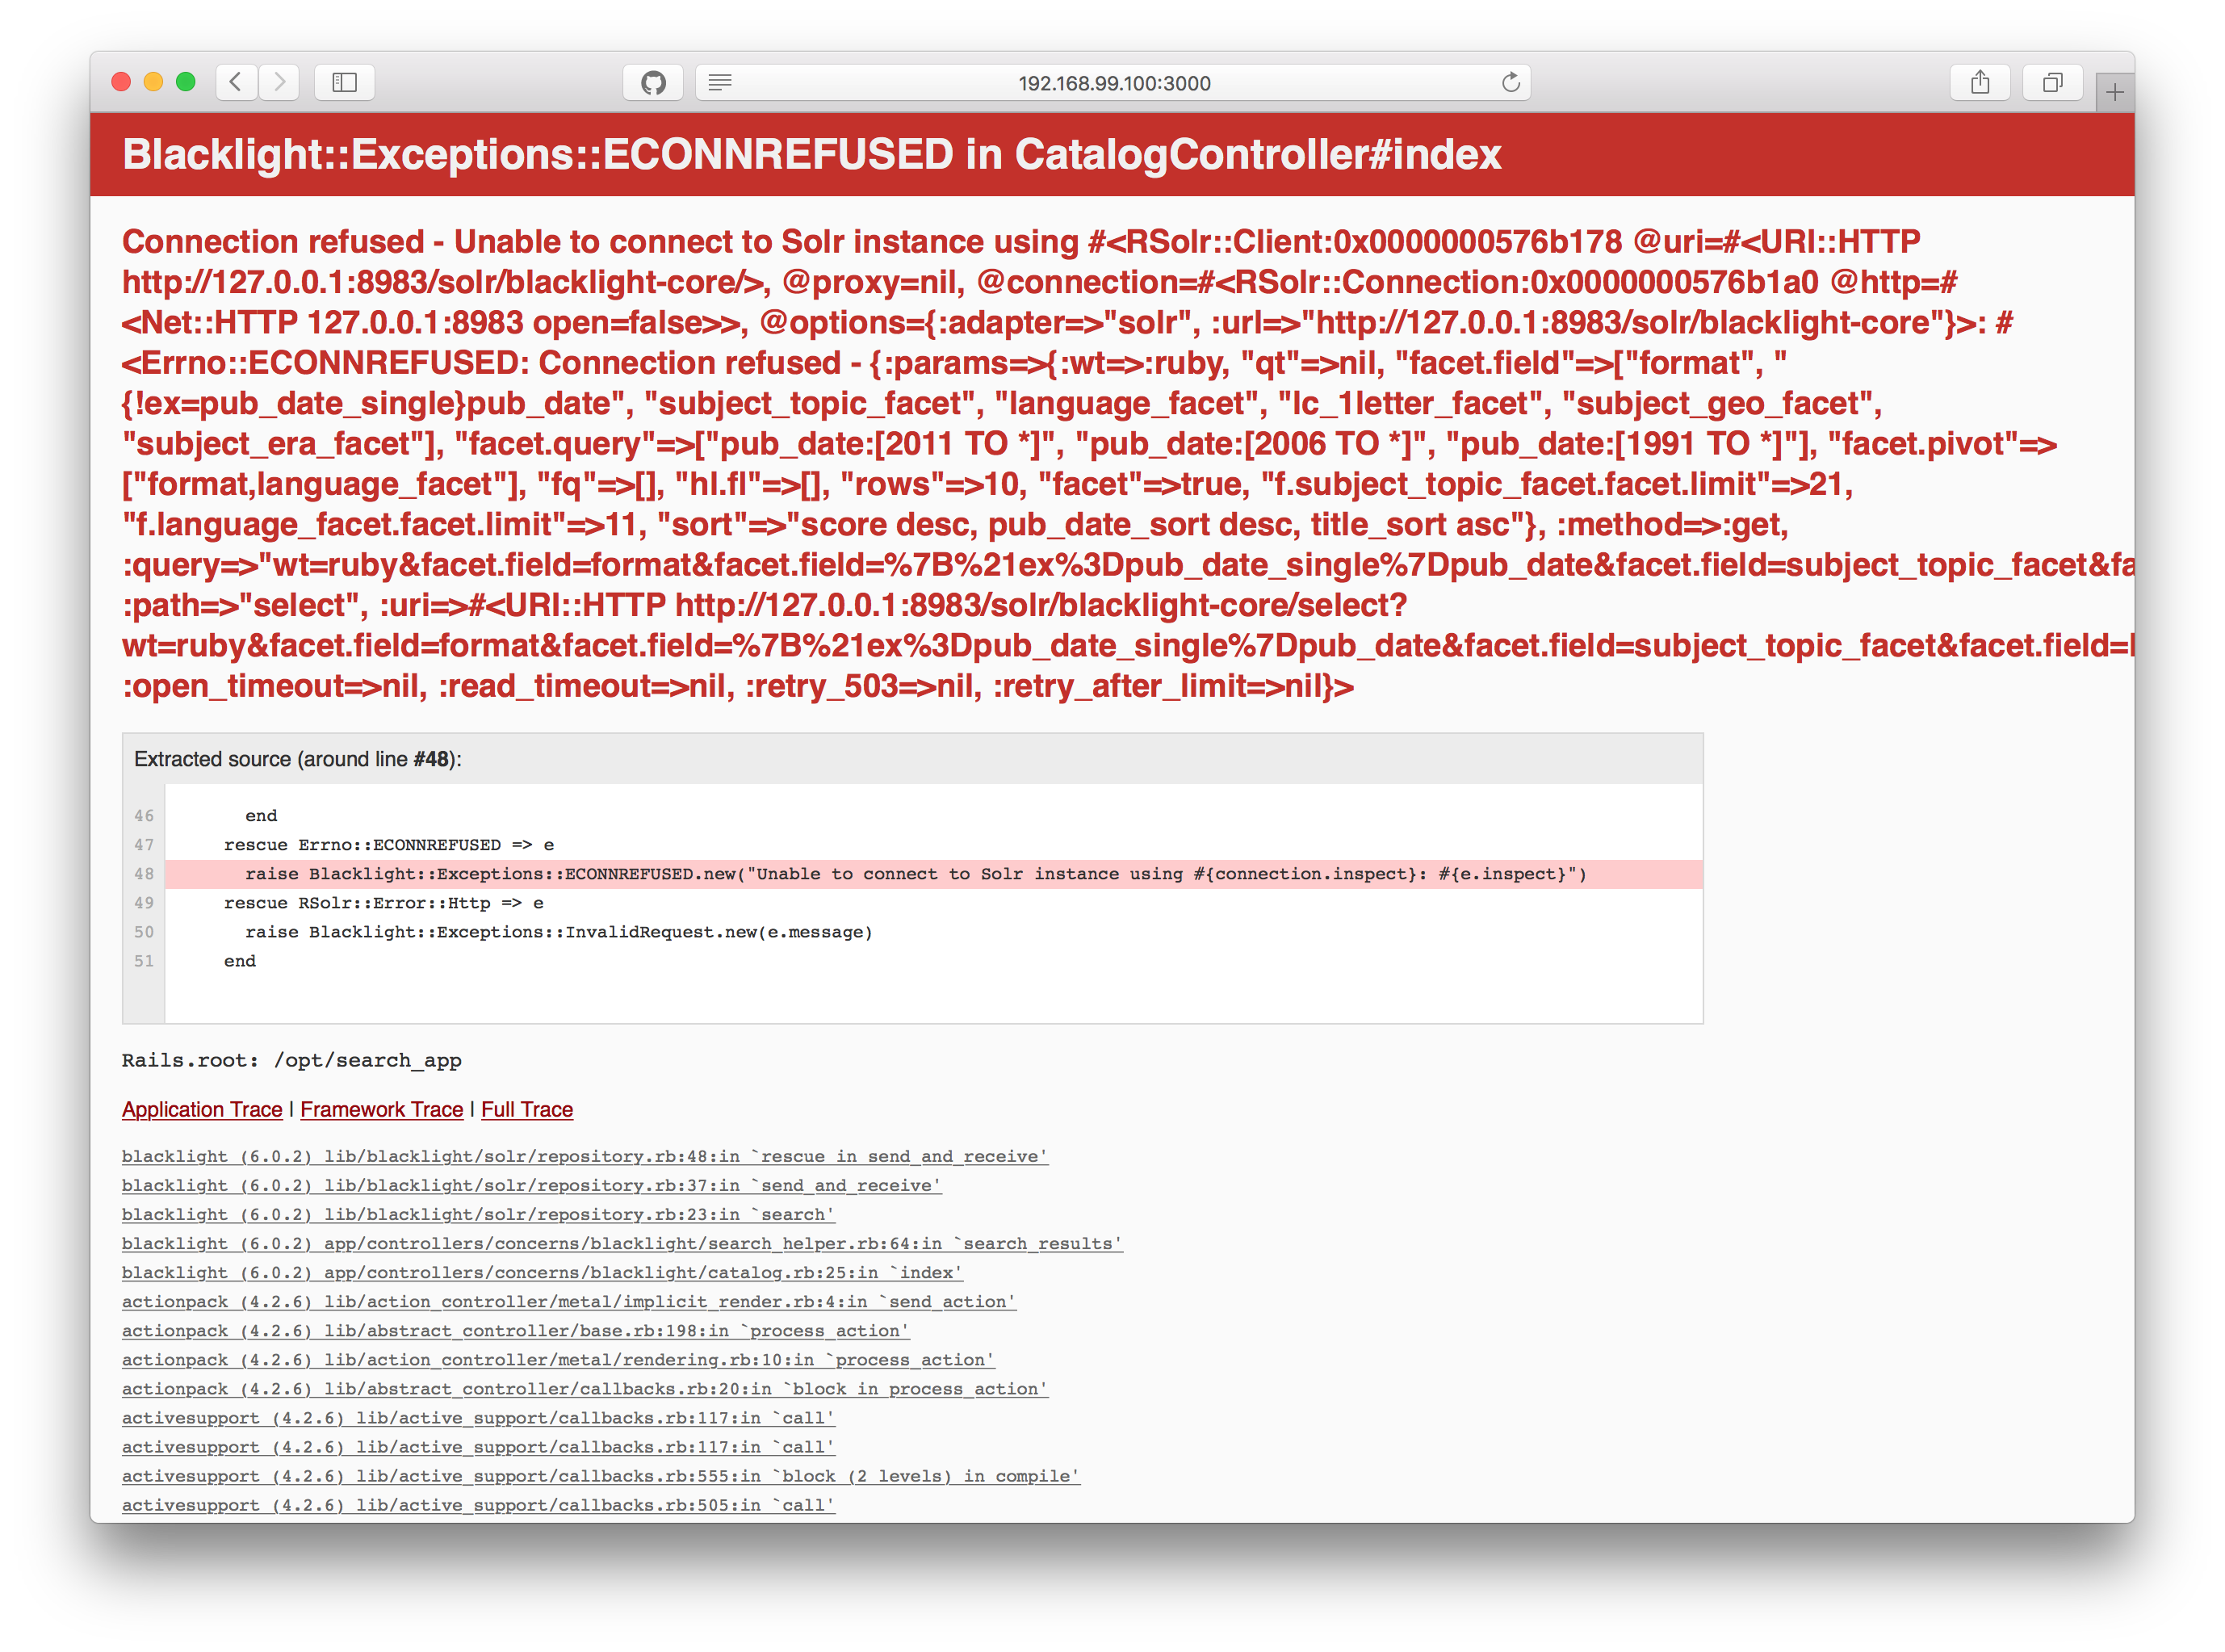 192.168.99.100:3000
Blacklight::Exceptions::ECONNREFUSED in CatalogController#index
Connection refused - Unable to connect to Solr instance using #<RSolr::Client:0x0000000576b178 @uri=#<URI::HTTP
http://127.0.0.1:8983/solr/blacklight-core/>, @proxy=nil, @connection=#<RSolr::Connection:0x0000000576b1a0 @http=#
<Net::HTTP 127.0.0.1:8983 open=false>>, @options={:adapter=>"solr", :url=>"http://127.0.0.1:8983/solr/blacklight-core"}>: #
<Errno::ECONNREFUSED: Connection refused - {:params=>{:wt=>:ruby, "qt"=>nil, "facet.field"=>["format", "
{!ex=pub_date_single}pub_date", "subject_topic_facet", "language_facet", "lc_1letter_facet", "subject_geo_facet",
"subject_era_facet"], "facet.query"=>["pub_date:[2011 TO *]", "pub_date:[2006 TO *]", "pub_date:[1991 TO *]"], "facet.pivot"=>
["format,language_facet"], "fq"=>[], "hl.fl"=>[], "rows"=>10, "facet"=>true, "f.subject_topic_facet.facet.limit"=>21,
"f.language_facet.facet.limit"=>11, "sort"=>"score desc, pub_date_sort desc, title_sort asc"}, :method=>:get,
:query=>"wt=ruby&facet.field=format&facet.field=%7B%21ex%3Dpub_date_single%7Dpub_date&facet.field=subject_topic_facet&fa
:path=>"select", :uri=>#<URI::HTTP http://127.0.0.1:8983/solr/blacklight-core/select?
wt=ruby&facet.field=format&facet.field=%7B%21ex%3Dpub_date_single%7Dpub_date&facet.field=subject_topic_facet&facet.field=l
:open_timeout=>nil, :read_timeout=>nil, :retry_503=>nil, :retry_after_limit=>nil}>
Extracted source (around line #48):
46 end
47 rescue Errno::ECONNREFUSED => e
48 raise Blacklight::Exceptions::ECONNREFUSED.new("Unable to connect to Solr instance using #{connection.inspect}: #{e.inspect}")
49 rescue RSolr::Error::Http => e
50 raise Blacklight::Exceptions::InvalidRequest.new(e.message)
51 end
Rails.root: /opt/search_app
Application Trace | Framework Trace | Full Trace
blacklight (6.0.2) lib/blacklight/solr/repository.rb:48:in `rescue in send_and_receive'
blacklight (6.0.2) lib/blacklight/solr/repository.rb:37:in `send_and_receive'
blacklight (6.0.2) lib/blacklight/solr/repository.rb:23:in `search'
blacklight (6.0.2) app/controllers/concerns/blacklight/search_helper.rb:64:in `search_results'
blacklight (6.0.2) app/controllers/concerns/blacklight/catalog.rb:25:in `index'
actionpack (4.2.6) lib/action_controller/metal/implicit_render.rb:4:in `send_action'
actionpack (4.2.6) lib/abstract_controller/base.rb:198:in `process_action'
actionpack (4.2.6) lib/action_controller/metal/rendering.rb:10:in `process_action'
actionpack (4.2.6) lib/abstract_controller/callbacks.rb:20:in `block in process_action'
activesupport (4.2.6) lib/active_support/callbacks.rb:117:in `call'
activesupport (4.2.6) lib/active_support/callbacks.rb:117:in `call'
activesupport (4.2.6) lib/active_support/callbacks.rb:555:in `block (2 levels) in compile'
activesupport (4.2.6) lib/active_support/callbacks.rb:505:in `call'